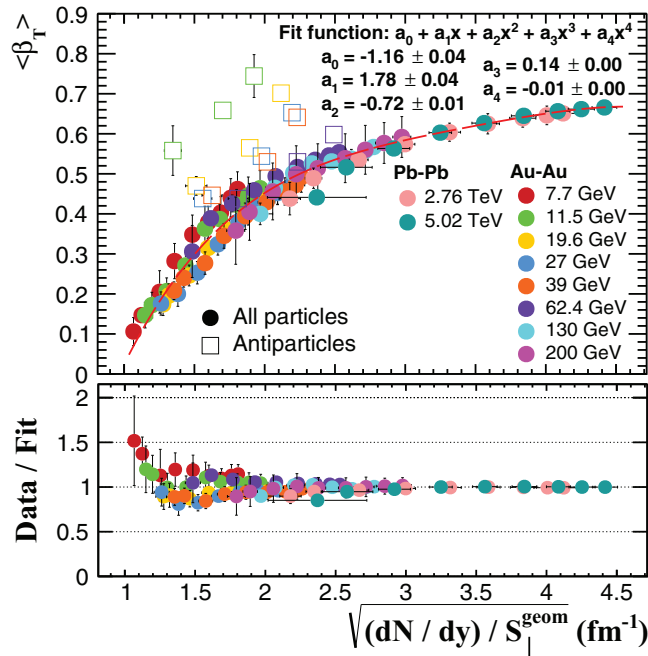 Fit function: a0 + a1x + a2x² + a3x³ + a4x⁴
a0 = -1.16 ± 0.04
a1 = 1.78 ± 0.04
a2 = -0.72 ± 0.01
a3 = 0.14 ± 0.00
a4 = -0.01 ± 0.00
<β_T>
0.9
0.8
0.7
0.6
0.5
0.4
0.3
0.2
0.1
0
Pb-Pb
2.76 TeV
5.02 TeV
Au-Au
7.7 GeV
11.5 GeV
19.6 GeV
27 GeV
39 GeV
62.4 GeV
130 GeV
200 GeV
All particles
Antiparticles
Data / Fit
2
1.5
1
0.5
0
1 1.5 2 2.5 3 3.5 4 4.5
√(dN / dy) / S⊥^geom (fm⁻¹)